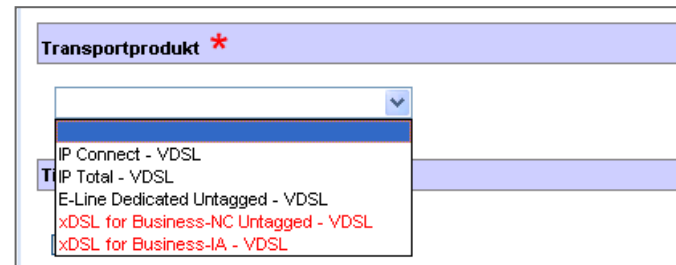 Transportprodukt *
IP Connect - VDSL
IP Total - VDSL
E-Line Dedicated Untagged - VDSL
xDSL for Business-NC Untagged - VDSL
xDSL for Business-IA - VDSL